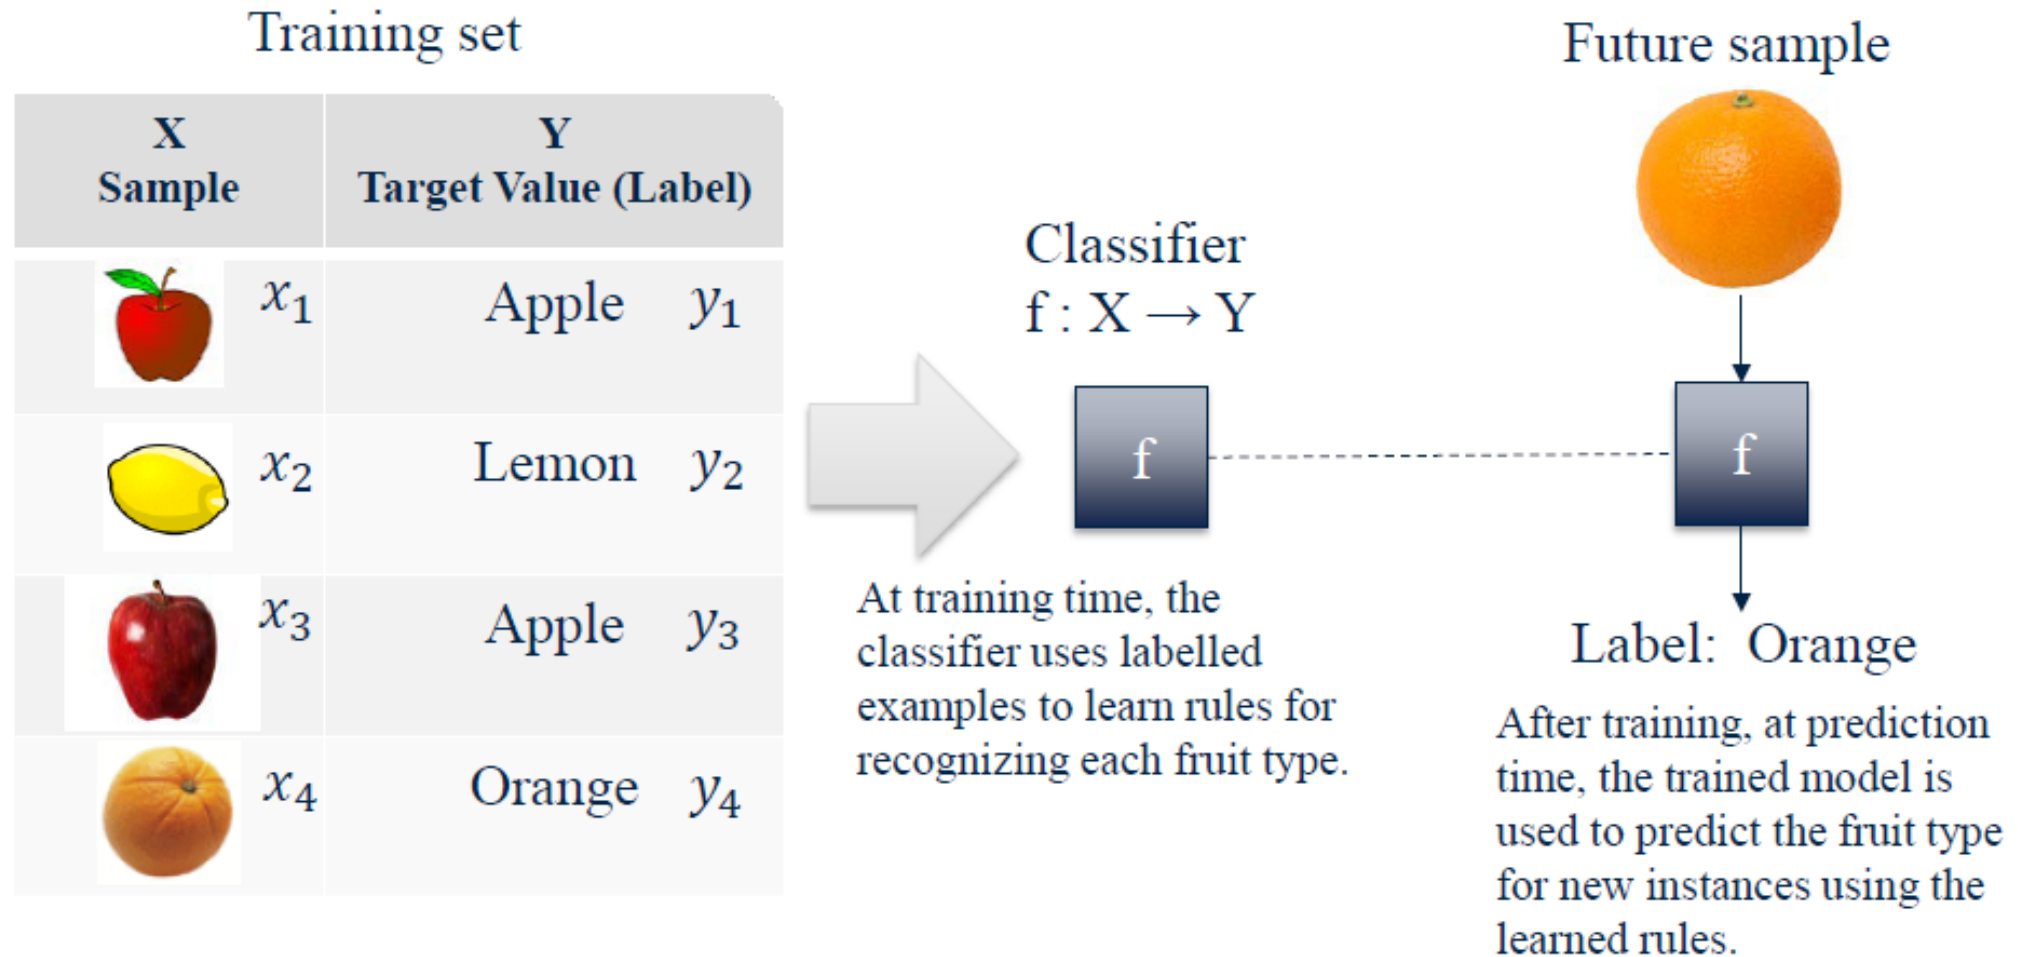 Training set
X
Sample
Y
Target Value (Label)
x₁
Apple y₁
x₂
Lemon y₂
x₃
Apple y₃
x₄
Orange y₄
Classifier
f : X → Y
f
At training time, the
classifier uses labelled
examples to learn rules for
recognizing each fruit type.
Future sample
f
Label: Orange
After training, at prediction
time, the trained model is
used to predict the fruit type
for new instances using the
learned rules.